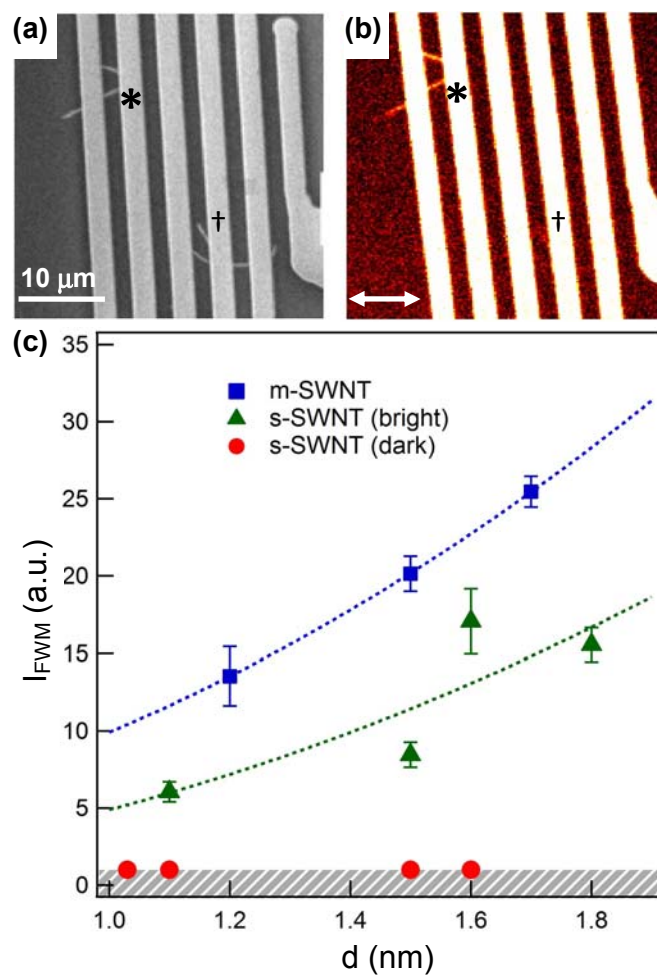 (a)
*
†
10 μm
(b)
*
†
(c)
35
30
25
20
15
10
5
0
I_FWM (a.u.)
m-SWNT
s-SWNT (bright)
s-SWNT (dark)
1.0 1.2 1.4 1.6 1.8
d (nm)